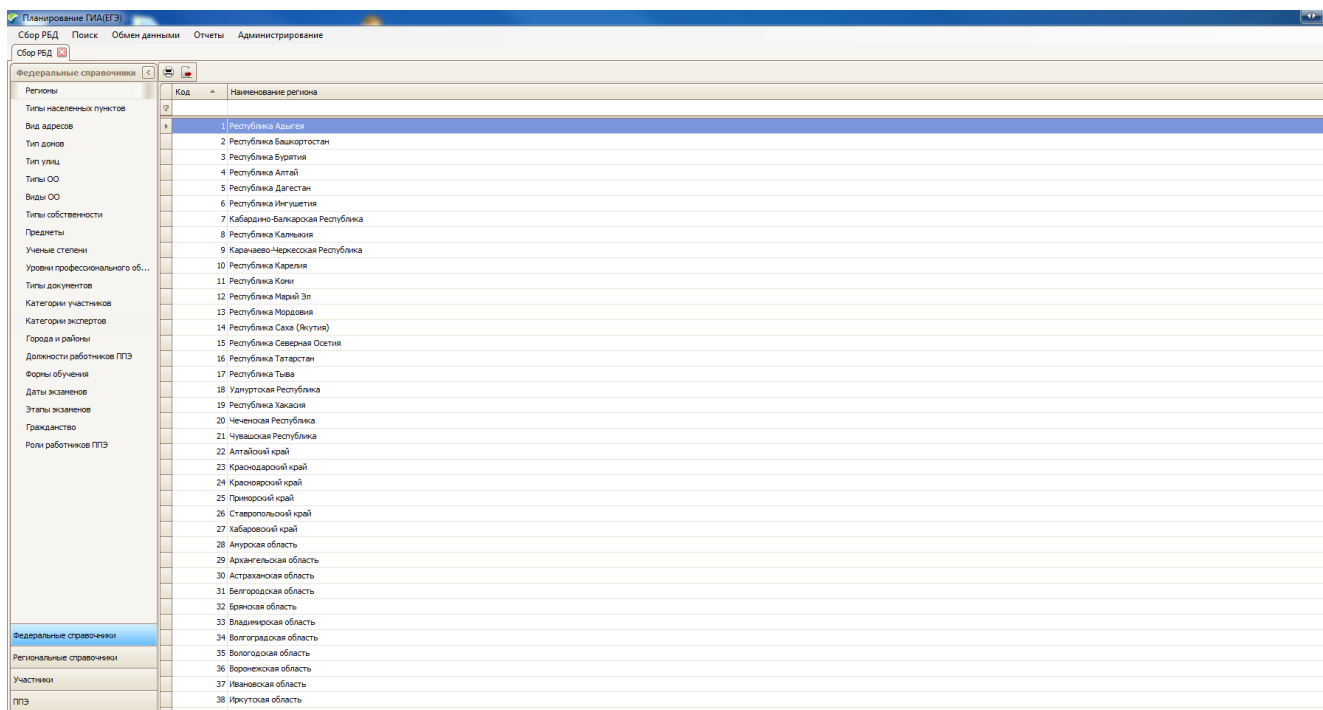 Планирование ГИА(ЕГЭ)
Сбор РБД Поиск Обмен данными Отчеты Администрирование
Сбор РБД
Федеральные справочники
Регионы
Типы населенных пунктов
Вид адресов
Тип домов
Тип улиц
Типы ОО
Виды ОО
Типы собственности
Предметы
Ученые степени
Уровни профессионального об...
Типы документов
Категории участников
Категории экспертов
Города и районы
Должности работников ППЭ
Формы обучения
Даты экзаменов
Этапы экзаменов
Гражданство
Роли работников ППЭ
Федеральные справочники
Региональные справочники
Участники
ППЭ
Код Наименование региона
1 Республика Адыгея
2 Республика Башкортостан
3 Республика Бурятия
4 Республика Алтай
5 Республика Дагестан
6 Республика Ингушетия
7 Кабардино-Балкарская Республика
8 Республика Калмыкия
9 Карачаево-Черкесская Республика
10 Республика Карелия
11 Республика Коми
12 Республика Марий Эл
13 Республика Мордовия
14 Республика Саха (Якутия)
15 Республика Северная Осетия
16 Республика Татарстан
17 Республика Тыва
18 Удмуртская Республика
19 Республика Хакасия
20 Чеченская Республика
21 Чувашская Республика
22 Алтайский край
23 Краснодарский край
24 Красноярский край
25 Приморский край
26 Ставропольский край
27 Хабаровский край
28 Амурская область
29 Архангельская область
30 Астраханская область
31 Белгородская область
32 Брянская область
33 Владимирская область
34 Волгоградская область
35 Вологодская область
36 Воронежская область
37 Ивановская область
38 Иркутская область